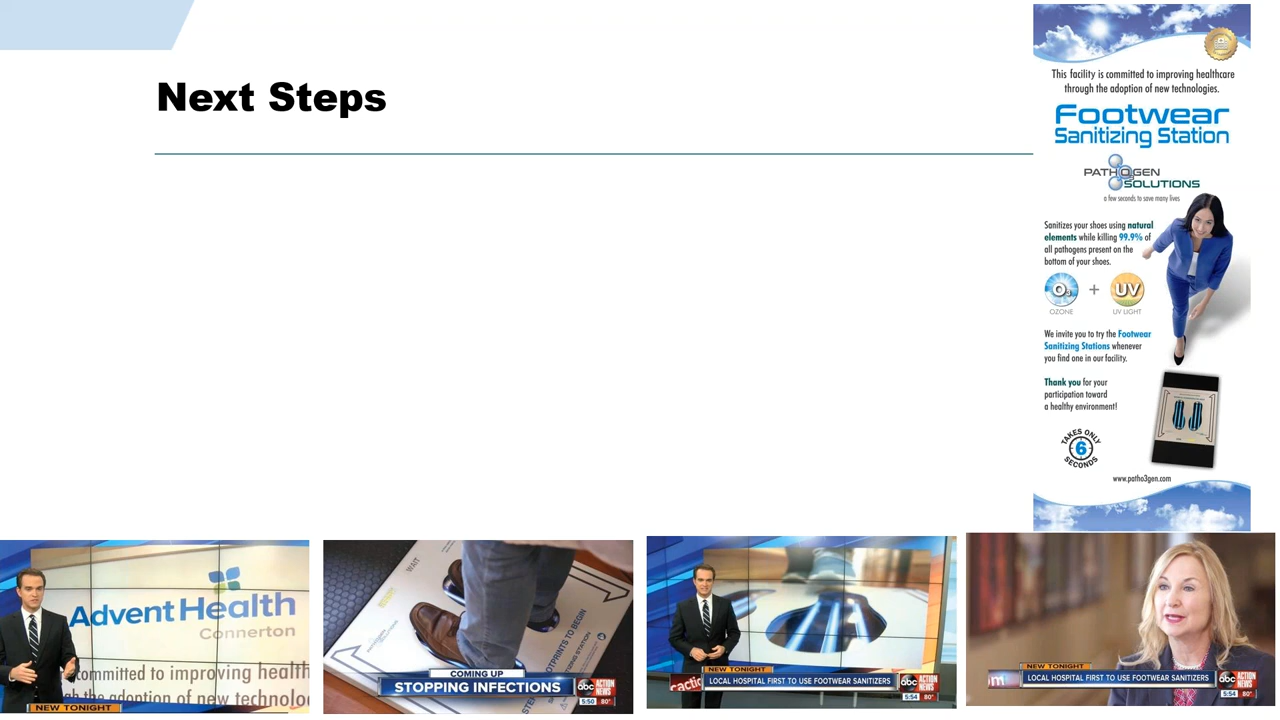 Next Steps
This facility is committed to improving healthcare
through the adoption of new technologies.
Footwear
Sanitizing Station
PATHOGEN
SOLUTIONS
a few seconds to save many lives
Sanitizes your shoes using natural
elements while killing 99.9% of
all pathogens present on the
bottom of your shoes.
O3 + UV
OZONE UV LIGHT
We invite you to try the Footwear
Sanitizing Stations whenever
you find one in our facility.
Thank you for your
participation toward
a healthy environment!
TAKES ONLY
6
SECONDS
www.patho3gen.com
AdventHealth
Connerton
committed to improving health
gh the adoption of new technolo
NEW TONIGHT
WAIT
READY
FOOTPRINTS TO BEGIN
COMING UP
STOPPING INFECTIONS
abc ACTION NEWS
5:50 80°
NEW TONIGHT
LOCAL HOSPITAL FIRST TO USE FOOTWEAR SANITIZERS
abc ACTION NEWS
5:54 80°
NEW TONIGHT
LOCAL HOSPITAL FIRST TO USE FOOTWEAR SANITIZERS
abc ACTION NEWS
5:54 80°